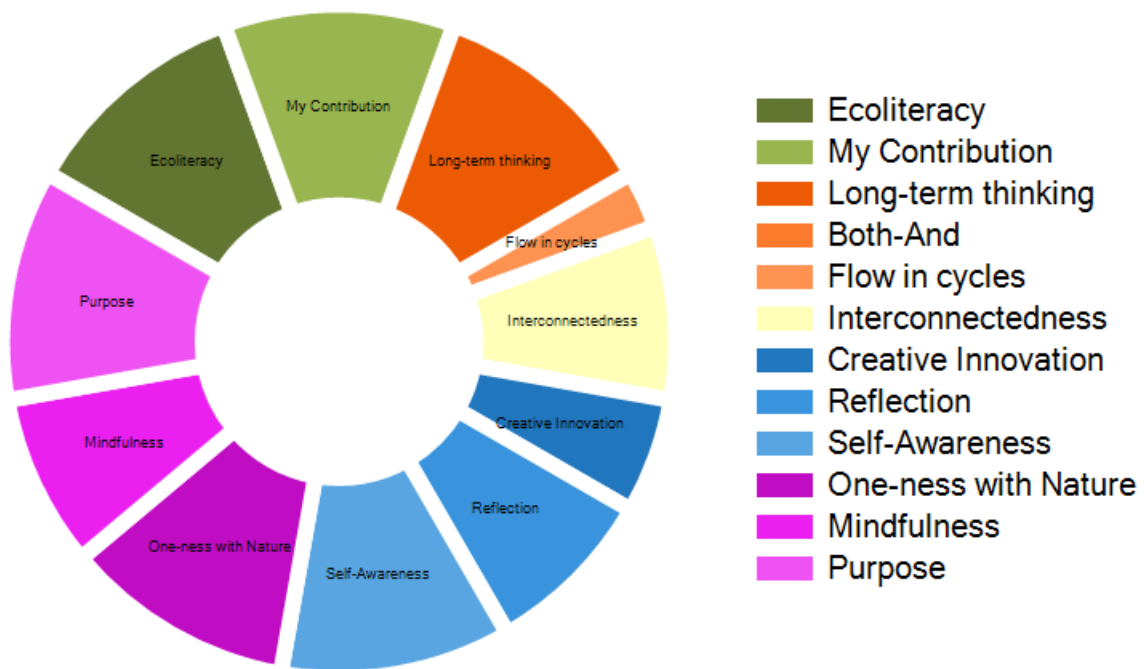 My Contribution
Ecoliteracy
Long-term thinking
Flow in cycles
Purpose
Interconnectedness
Creative Innovation
Mindfulness
Reflection
One-ness with Nature
Self-Awareness
Ecoliteracy
My Contribution
Long-term thinking
Both-And
Flow in cycles
Interconnectedness
Creative Innovation
Reflection
Self-Awareness
One-ness with Nature
Mindfulness
Purpose